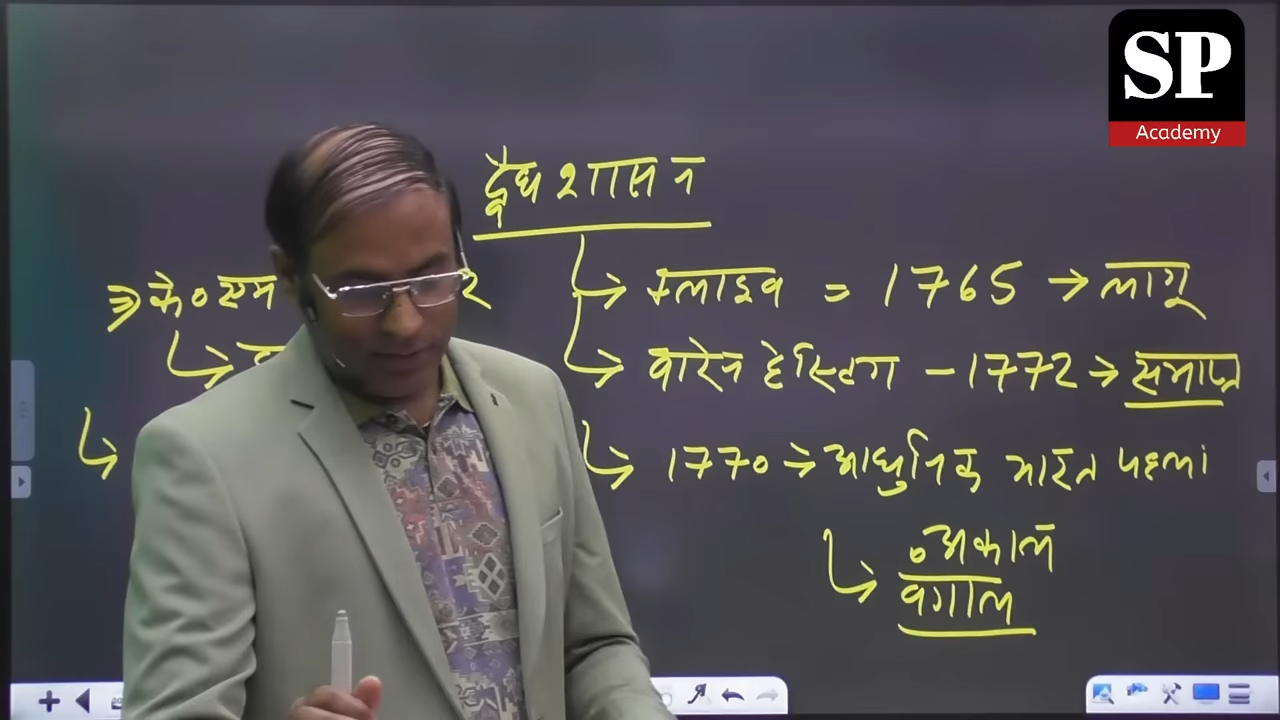 SP
Academy
द्वैध शासन
क्लाइव = 1765 → लागू
वारेन हेस्टिंग - 1772 → समाप्त
1770 → आधुनिक भारत पहला
अकाल
बंगाल